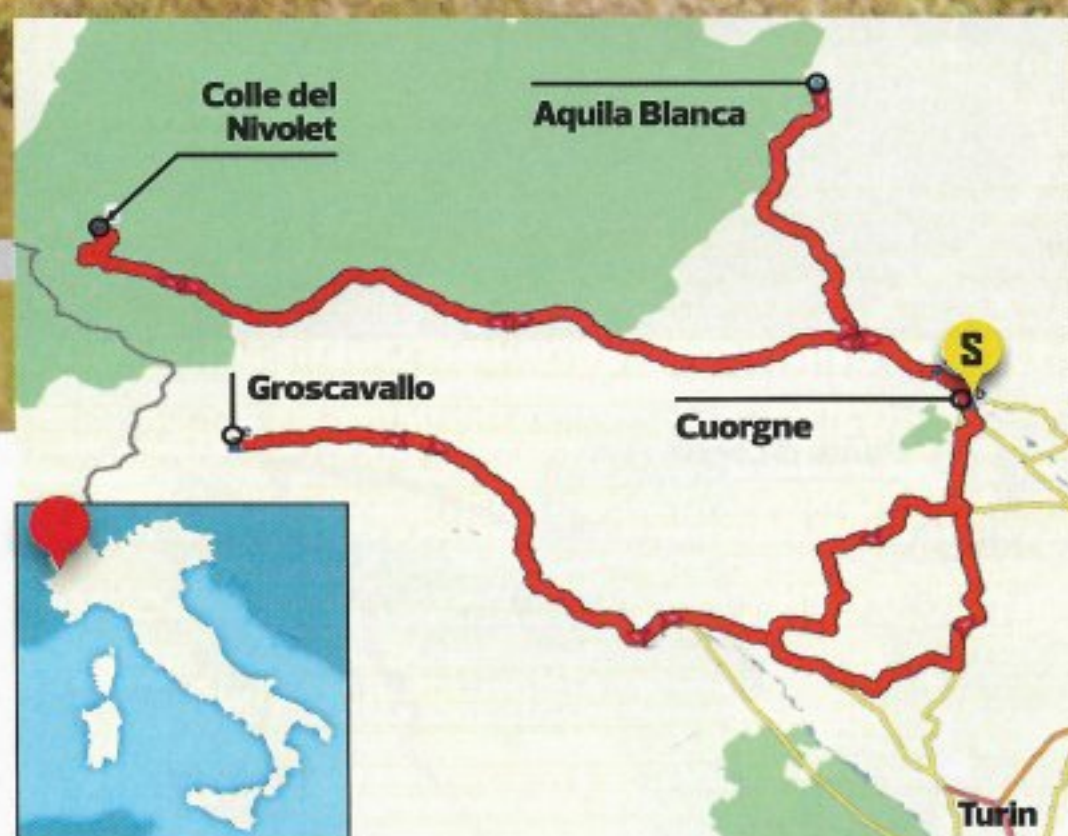 Colle del
Nivolet
Aquila Blanca
S
Groscavallo
Cuorgne
Turin